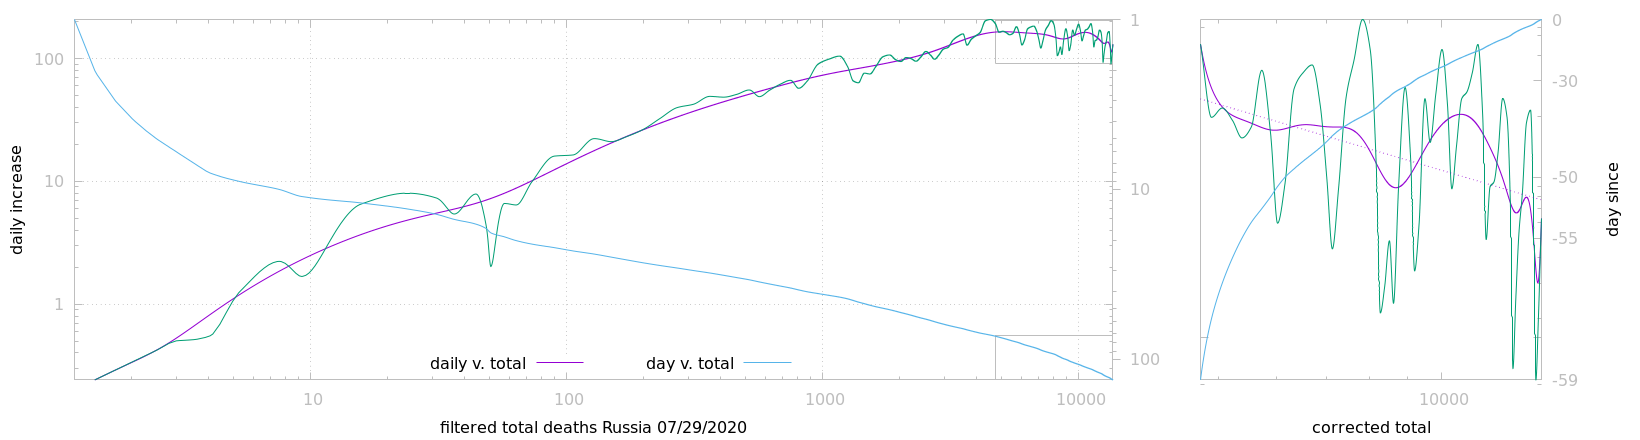 100
10
1
daily increase
daily v. total
day v. total
10
100
1000
10000
filtered total deaths Russia 07/29/2020
1
10
100
0
-30
-50
-55
-59
day since
10000
corrected total